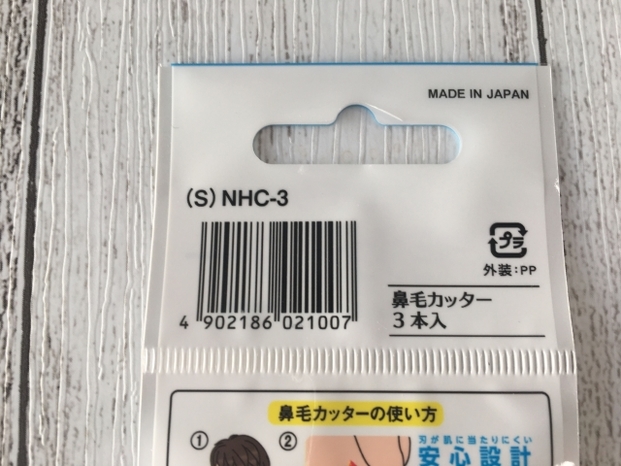 MADE IN JAPAN
(S) NHC-3
4 902186 021007
プラ
外装:PP
鼻毛カッター
3本入
鼻毛カッターの使い方
① ②
刃が肌に当たりにくい
安心設計